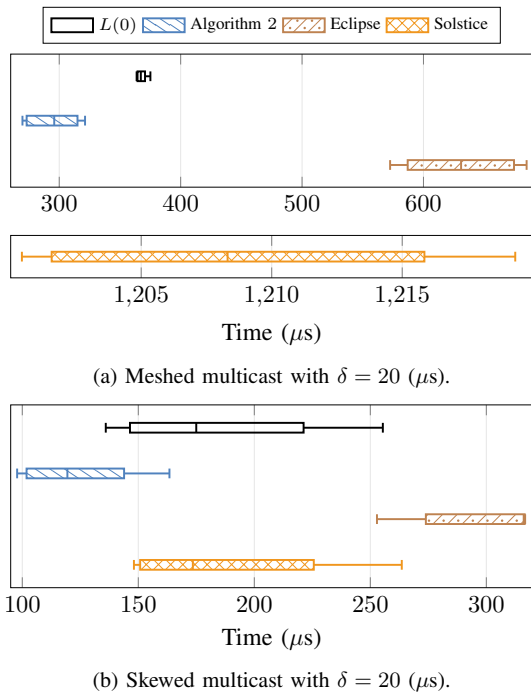 L(0) Algorithm 2 Eclipse Solstice
300 400 500 600
1,205 1,210 1,215
Time (μs)
(a) Meshed multicast with δ = 20 (μs).
100 150 200 250 300
Time (μs)
(b) Skewed multicast with δ = 20 (μs).